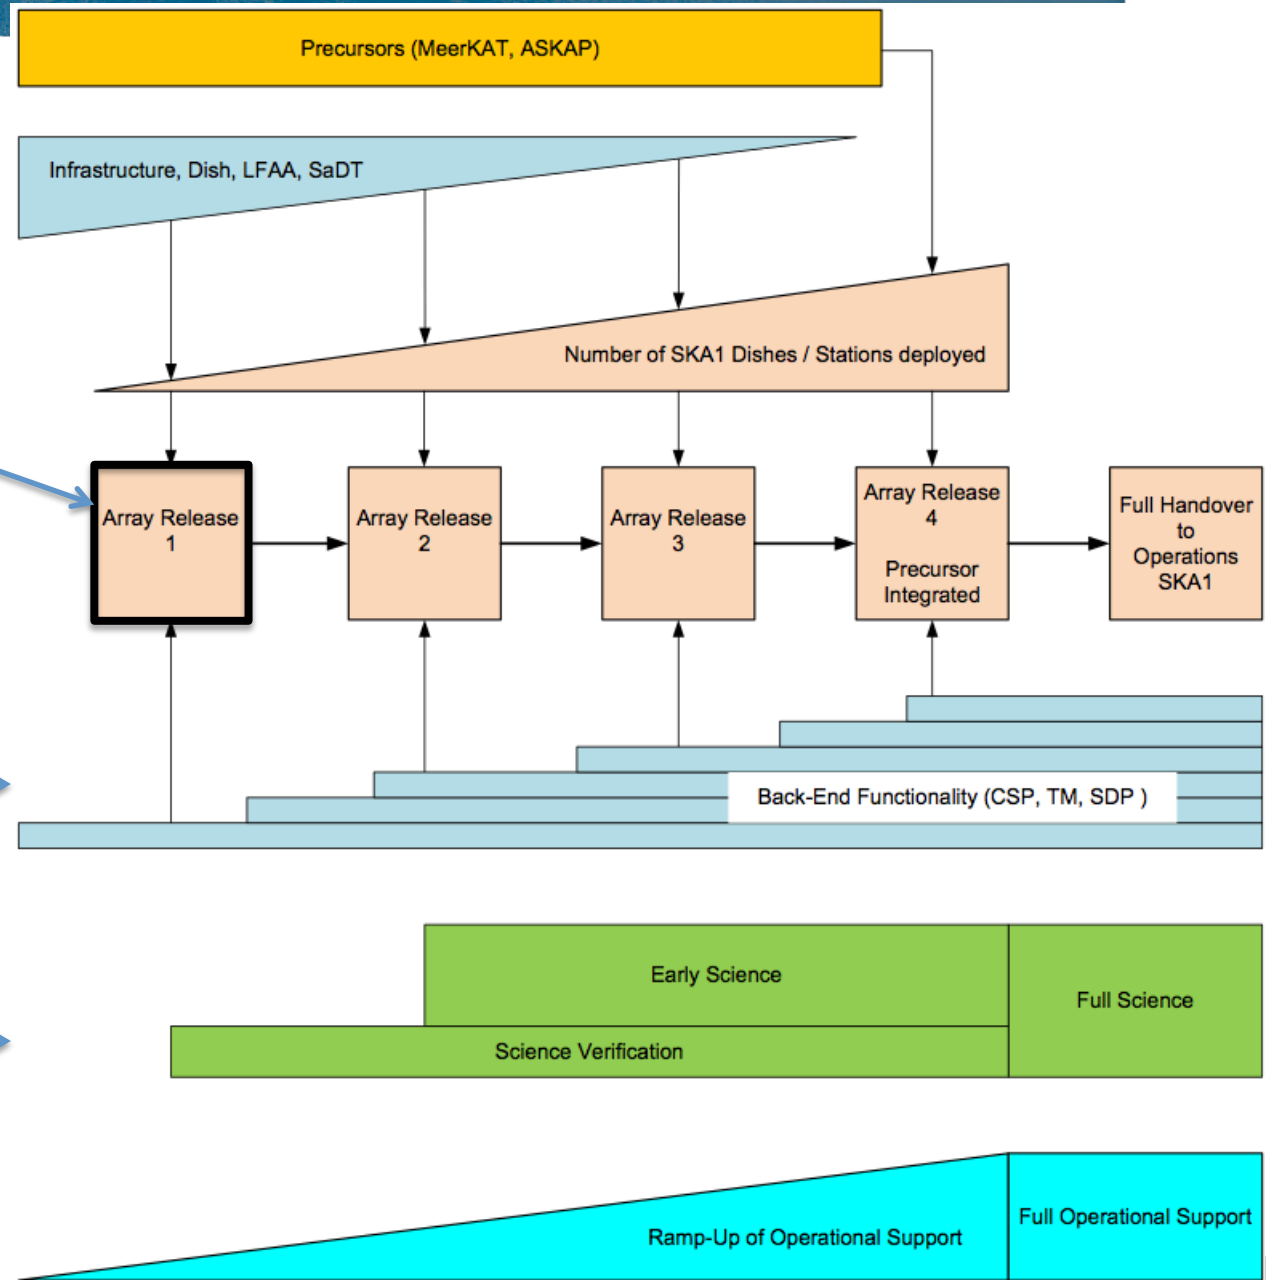 Precursors (MeerKAT, ASKAP)
Infrastructure, Dish, LFAA, SaDT
Number of SKA1 Dishes / Stations deployed
Array Release
1
Array Release
2
Array Release
3
Array Release
4
Precursor
Integrated
Full Handover
to
Operations
SKA1
Back-End Functionality (CSP, TM, SDP )
Early Science
Full Science
Science Verification
Ramp-Up of Operational Support
Full Operational Support